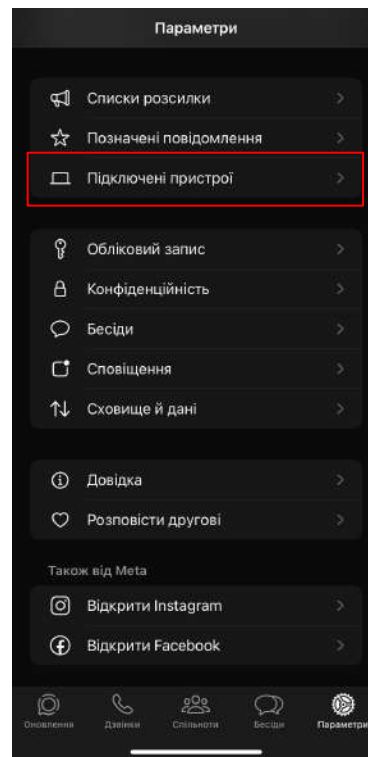 Параметри
Списки розсилки
Позначені повідомлення
Підключені пристрої
Обліковий запис
Конфіденційність
Бесіди
Сповіщення
Сховище й дані
Довідка
Розповісти другові
Також від Meta
Відкрити Instagram
Відкрити Facebook
Оновлення Дзвінки Спільноти Бесіди Параметри